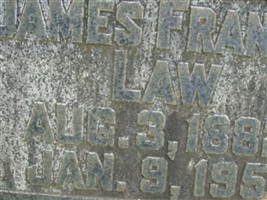 JAMES FRAN
LAW
AUG. 3, 188
JAN. 9, 195